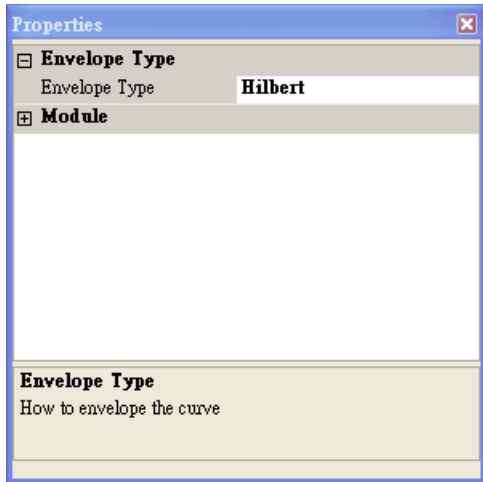 Properties
Envelope Type
Envelope Type Hilbert
Module
Envelope Type
How to envelope the curve